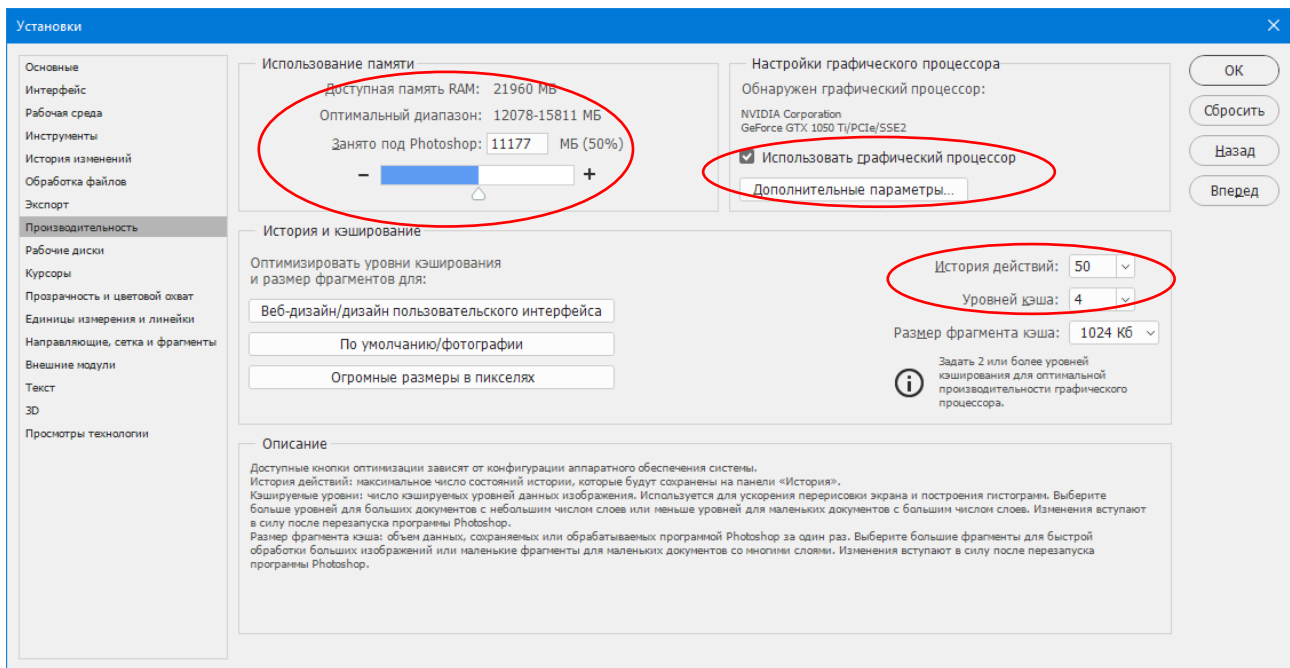 Установки
Основные
Интерфейс
Рабочая среда
Инструменты
История изменений
Обработка файлов
Экспорт
Производительность
Рабочие диски
Курсоры
Прозрачность и цветовой охват
Единицы измерения и линейки
Направляющие, сетка и фрагменты
Внешние модули
Текст
3D
Просмотры технологии
Использование памяти
Доступная память RAM: 21960 МБ
Оптимальный диапазон: 12078-15811 МБ
Занято под Photoshop: 11177 МБ (50%)
− +
Настройки графического процессора
Обнаружен графический процессор:
NVIDIA Corporation
GeForce GTX 1050 Ti/PCIe/SSE2
Использовать графический процессор
Дополнительные параметры...
История и кэширование
Оптимизировать уровни кэширования
и размер фрагментов для:
Веб-дизайн/дизайн пользовательского интерфейса
По умолчанию/фотографии
Огромные размеры в пикселях
История действий: 50
Уровней кэша: 4
Размер фрагмента кэша: 1024 Кб
Задать 2 или более уровней
кэширования для оптимальной
производительности графического
процессора.
Описание
Доступные кнопки оптимизации зависят от конфигурации аппаратного обеспечения системы.
История действий: максимальное число состояний истории, которые будут сохранены на панели «История».
Кэшируемые уровни: число кэшируемых уровней данных изображения. Используется для ускорения перерисовки экрана и построения гистограмм. Выберите
больше уровней для больших документов с небольшим числом слоев или меньше уровней для маленьких документов с большим числом слоев. Изменения вступают
в силу после перезапуска программы Photoshop.
Размер фрагмента кэша: объем данных, сохраняемых или обрабатываемых программой Photoshop за один раз. Выберите большие фрагменты для быстрой
обработки больших изображений или маленькие фрагменты для маленьких документов со многими слоями. Изменения вступают в силу после перезапуска
программы Photoshop.
ОК
Сбросить
Назад
Вперед